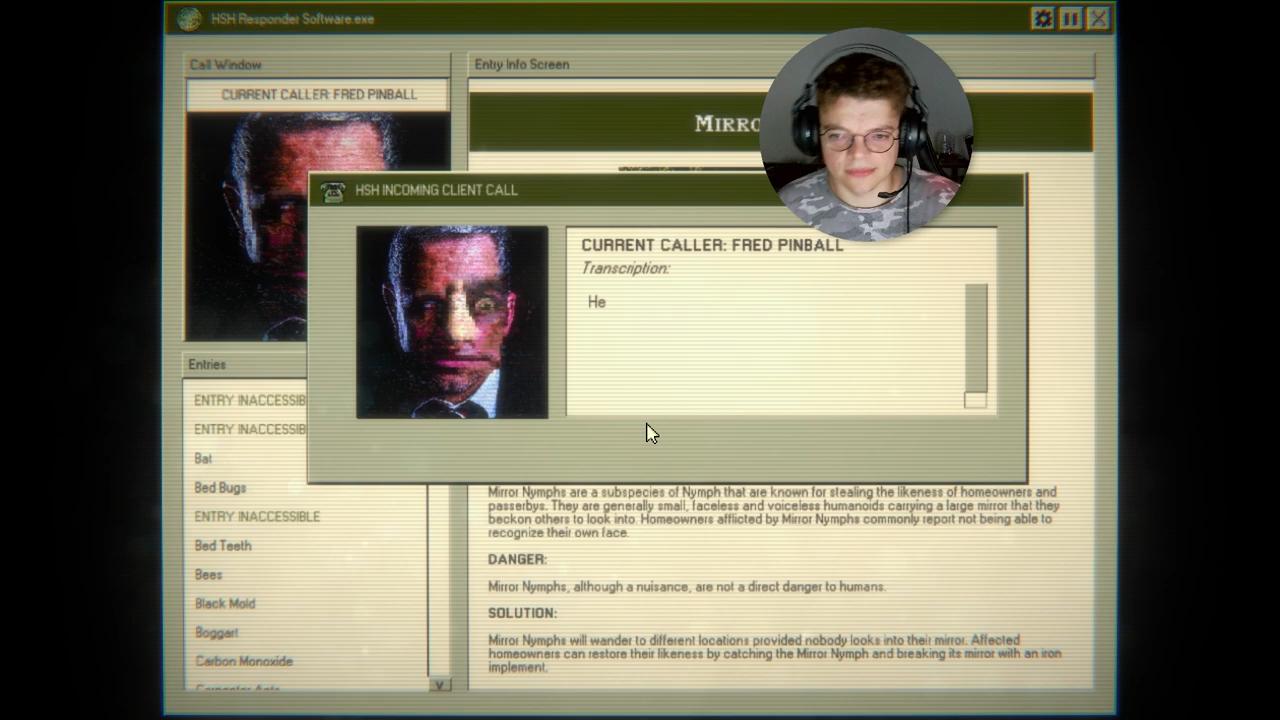 HSH Responder Software.exe
Call Window
CURRENT CALLER: FRED PINBALL
Entry Info Screen
HSH INCOMING CLIENT CALL
CURRENT CALLER: FRED PINBALL
Transcription:
He
Entries
ENTRY INACCESSIB
ENTRY INACCESSIB
Bat
Bed Bugs
ENTRY INACCESSIBLE
Bed Teeth
Bees
Black Mold
Boggart
Carbon Monoxide
Carpenter Ants
Mirro
Mirror Nymphs are a subspecies of Nymph that are known for stealing the likeness of homeowners and
passerbys. They are generally small, faceless and voiceless humanoids carrying a large mirror that they
beckon others to look into. Homeowners afflicted by Mirror Nymphs commonly report not being able to
recognize their own face.
DANGER:
Mirror Nymphs, although a nuisance, are not a direct danger to humans.
SOLUTION:
Mirror Nymphs will wander to different locations provided nobody looks into their mirror. Affected
homeowners can restore their likeness by catching the Mirror Nymph and breaking its mirror with an iron
implement.